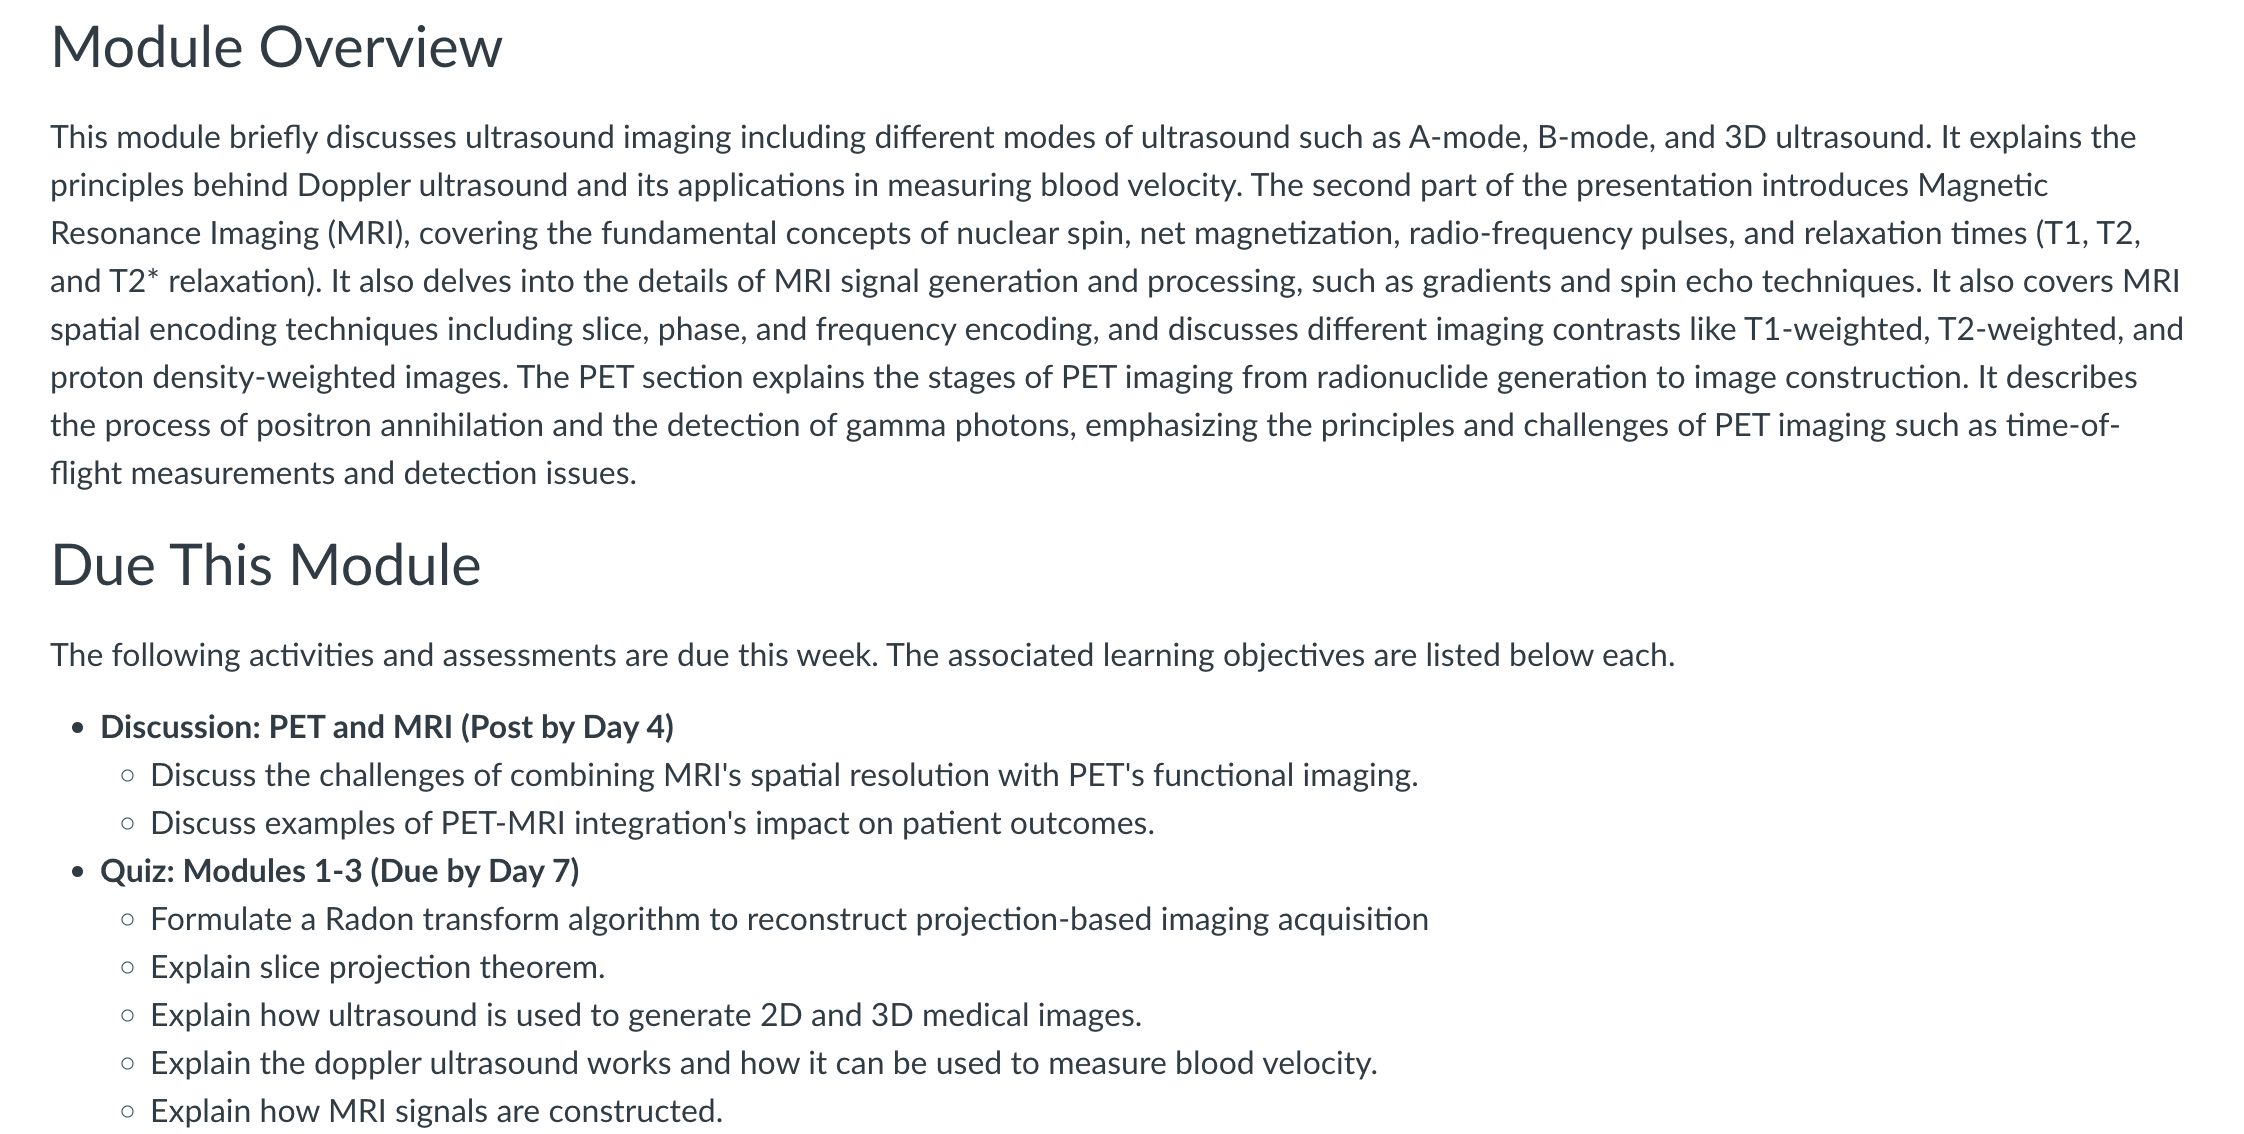 Module Overview
This module briefly discusses ultrasound imaging including different modes of ultrasound such as A-mode, B-mode, and 3D ultrasound. It explains the
principles behind Doppler ultrasound and its applications in measuring blood velocity. The second part of the presentation introduces Magnetic
Resonance Imaging (MRI), covering the fundamental concepts of nuclear spin, net magnetization, radio-frequency pulses, and relaxation times (T1, T2,
and T2* relaxation). It also delves into the details of MRI signal generation and processing, such as gradients and spin echo techniques. It also covers MRI
spatial encoding techniques including slice, phase, and frequency encoding, and discusses different imaging contrasts like T1-weighted, T2-weighted, and
proton density-weighted images. The PET section explains the stages of PET imaging from radionuclide generation to image construction. It describes
the process of positron annihilation and the detection of gamma photons, emphasizing the principles and challenges of PET imaging such as time-of-
flight measurements and detection issues.
Due This Module
The following activities and assessments are due this week. The associated learning objectives are listed below each.
• Discussion: PET and MRI (Post by Day 4)
◦ Discuss the challenges of combining MRI's spatial resolution with PET's functional imaging.
◦ Discuss examples of PET-MRI integration's impact on patient outcomes.
• Quiz: Modules 1-3 (Due by Day 7)
◦ Formulate a Radon transform algorithm to reconstruct projection-based imaging acquisition
◦ Explain slice projection theorem.
◦ Explain how ultrasound is used to generate 2D and 3D medical images.
◦ Explain the doppler ultrasound works and how it can be used to measure blood velocity.
◦ Explain how MRI signals are constructed.